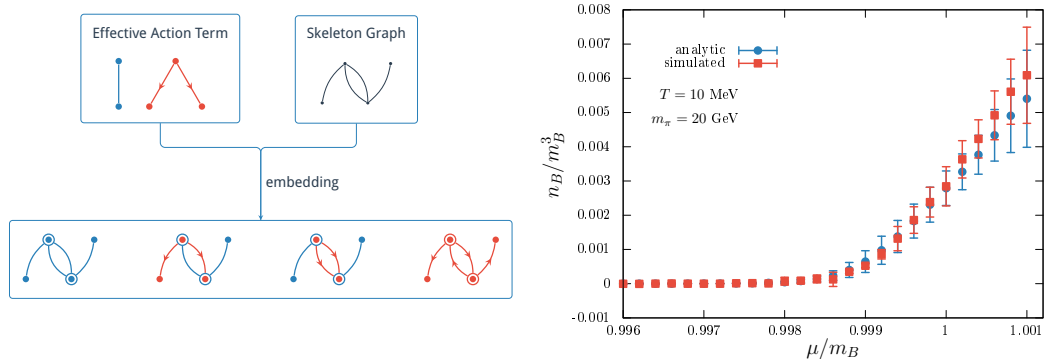 Effective Action Term
Skeleton Graph
embedding
0.008
0.007
0.006
0.005
0.004
0.003
0.002
0.001
0
-0.001
n_B/m_B^3
analytic
simulated
T = 10 MeV
m_π = 20 GeV
0.996
0.997
0.998
0.999
1
1.001
μ/m_B